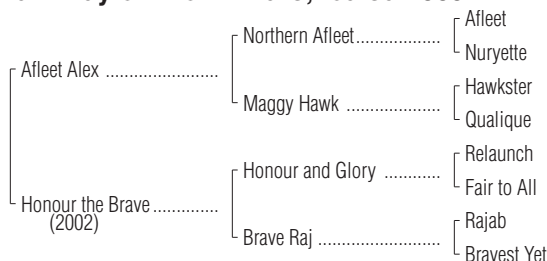 Afleet
Northern Afleet
Nuryette
Afleet Alex
Hawkster
Maggy Hawk
Qualique
Relaunch
Honour and Glory
Fair to All
Honour the Brave
(2002)
Rajab
Brave Raj
Bravest Yet